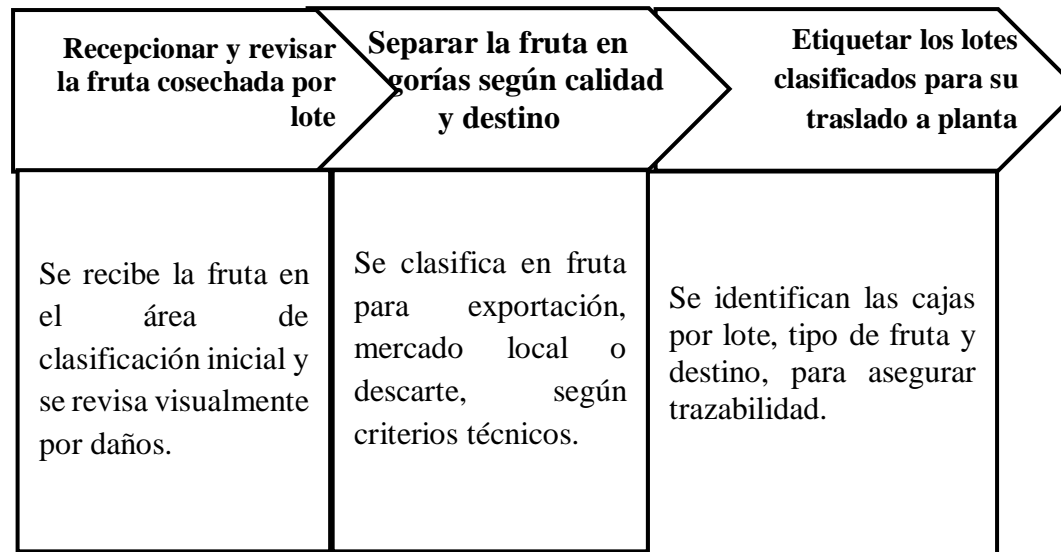 Recepcionar y revisar
la fruta cosechada por
lote
Separar la fruta en
gorías según calidad
y destino
Etiquetar los lotes
clasificados para su
traslado a planta
Se recibe la fruta en
el área de
clasificación inicial y
se revisa visualmente
por daños.
Se clasifica en fruta
para exportación,
mercado local o
descarte, según
criterios técnicos.
Se identifican las cajas
por lote, tipo de fruta y
destino, para asegurar
trazabilidad.